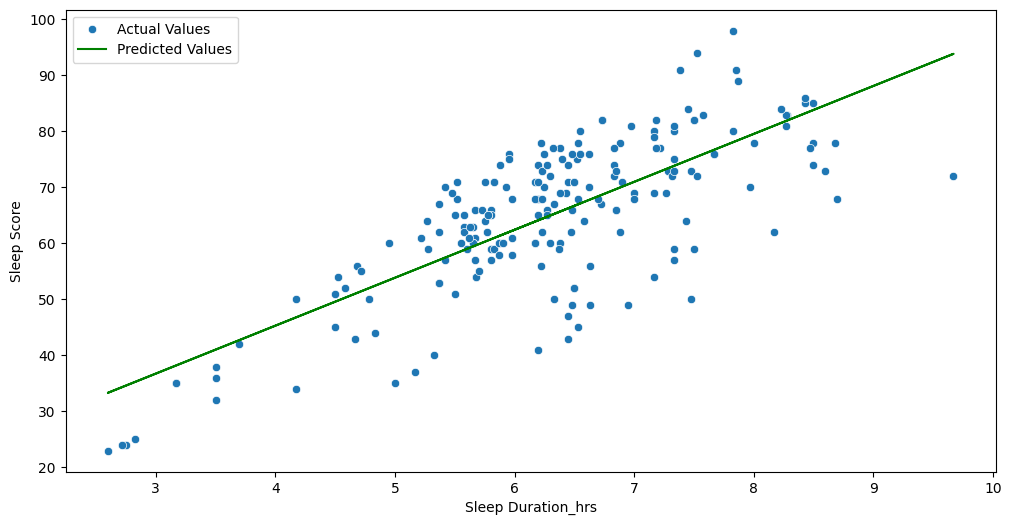 Actual Values
Predicted Values
100
90
80
70
60
50
40
30
20
Sleep Score
3 4 5 6 7 8 9 10
Sleep Duration_hrs